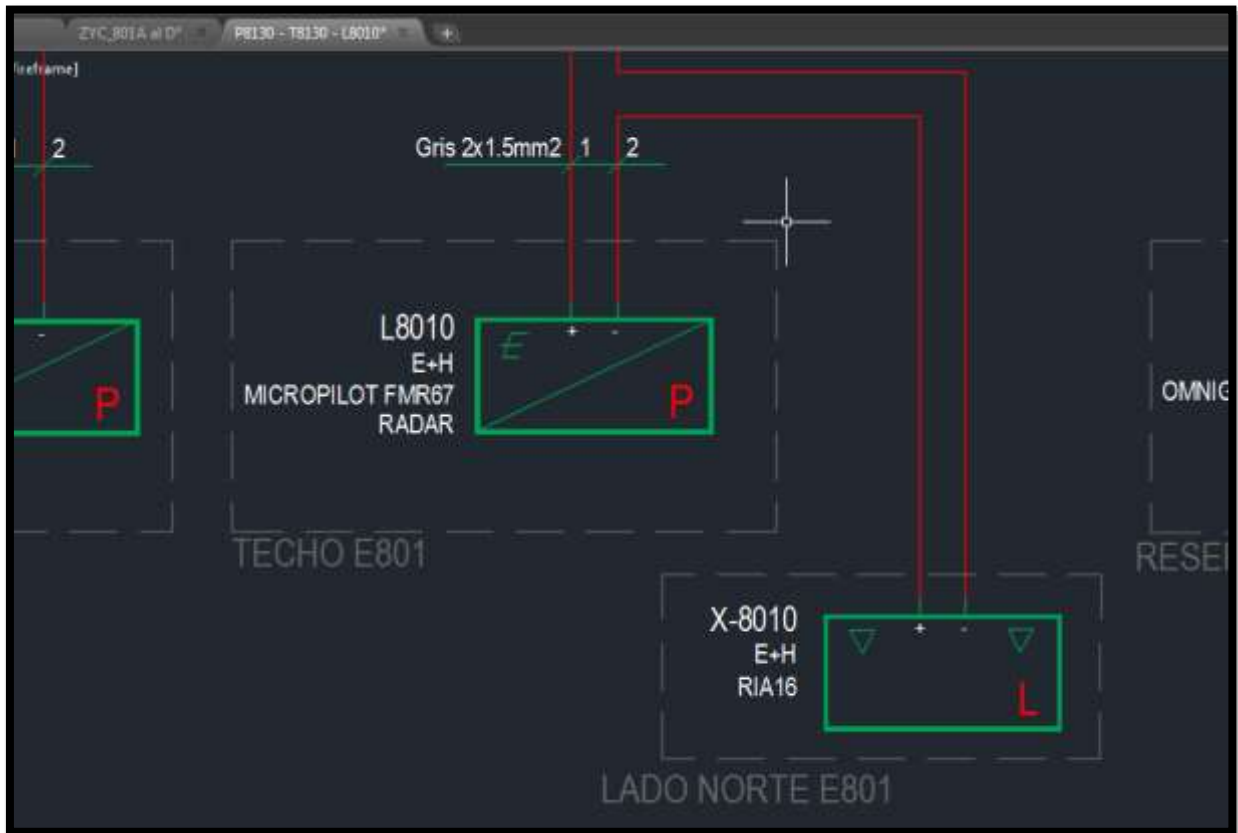 ZYC_801A al D*
P8130 - T8130 - L8010*
Wireframe]
2
Gris 2x1.5mm2 1 2
L8010
E+H
MICROPILOT FMR67
RADAR
E
+ -
P
-
P
TECHO E801
OMNIG
RESE
X-8010
E+H
RIA16
+ -
L
LADO NORTE E801